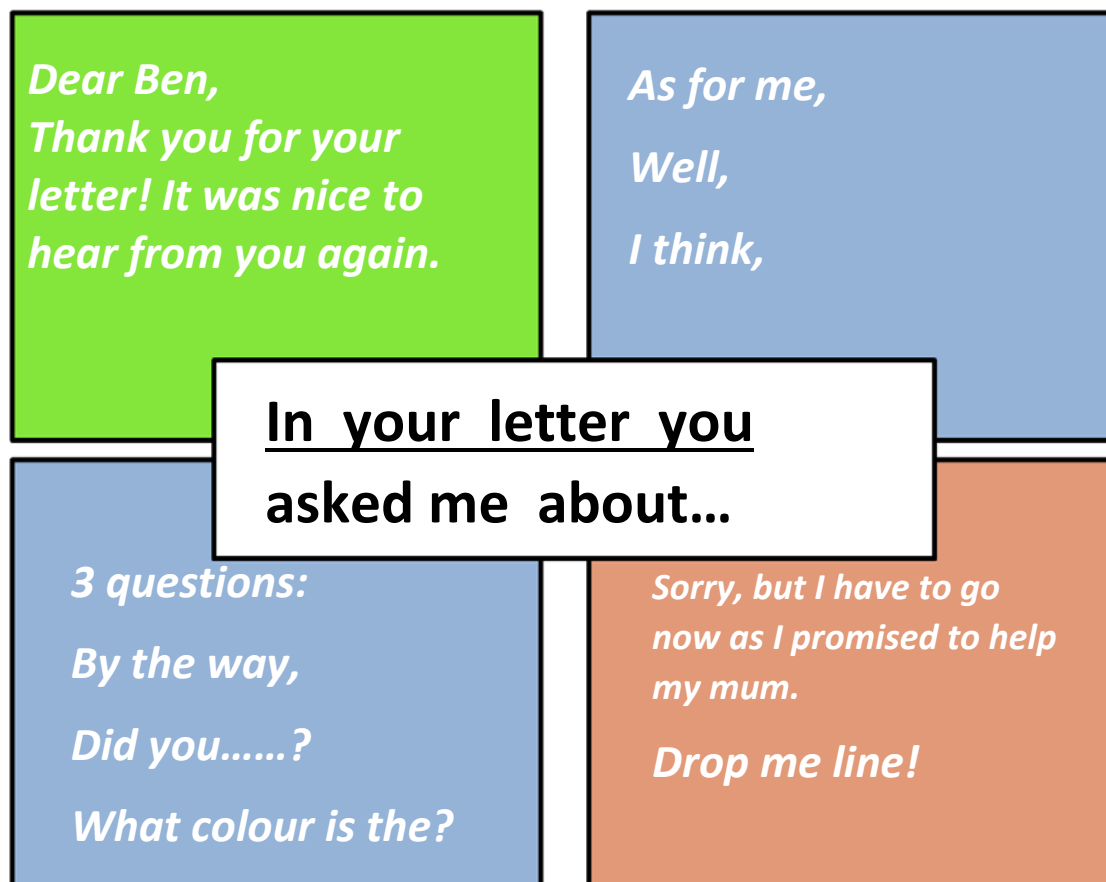 Dear Ben,
Thank you for your
letter! It was nice to
hear from you again.
As for me,
Well,
I think,
In your letter you
asked me about...
3 questions:
By the way,
Did you......?
What colour is the?
Sorry, but I have to go
now as I promised to help
my mum.
Drop me line!